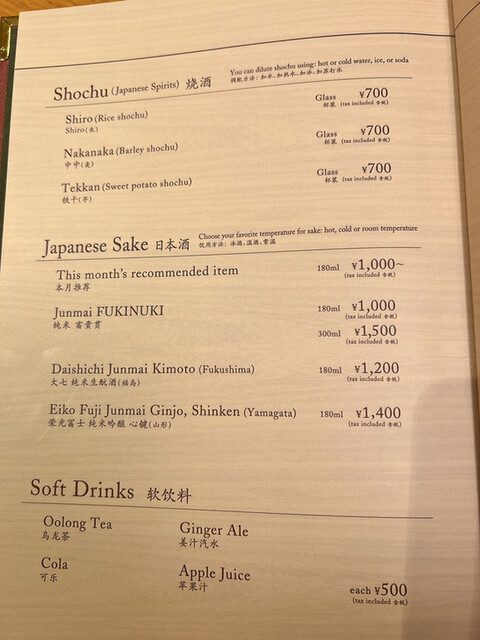 Shochu (Japanese Spirits) 烧酒
You can dilute shochu using: hot or cold water, ice, or soda
调配方法: 加水、加热水、加冰、加苏打水
Shiro (Rice shochu) Glass ¥700
Shiro (米) 杯装 (tax included 含税)
Nakanaka (Barley shochu) Glass ¥700
中中 (麦) 杯装 (tax included 含税)
Tekkan (Sweet potato shochu) Glass ¥700
铁干 (芋) 杯装 (tax included 含税)
Japanese Sake 日本酒
Choose your favorite temperature for sake: hot, cold or room temperature
饮用方法: 冰酒、温酒、常温
This month's recommended item 180ml ¥1,000~
本月推荐 (tax included 含税)
Junmai FUKINUKI 180ml ¥1,000
纯米 富贵贯 (tax included 含税)
300ml ¥1,500
(tax included 含税)
Daishichi Junmai Kimoto (Fukushima) 180ml ¥1,200
大七 纯米生酛酒 (福岛) (tax included 含税)
Eiko Fuji Junmai Ginjo, Shinken (Yamagata) 180ml ¥1,400
荣光冨士 纯米吟酿 心健 (山形) (tax included 含税)
Soft Drinks 软饮料
Oolong Tea Ginger Ale
乌龙茶 姜汁汽水
Cola Apple Juice each ¥500
可乐 苹果汁 (tax included 含税)